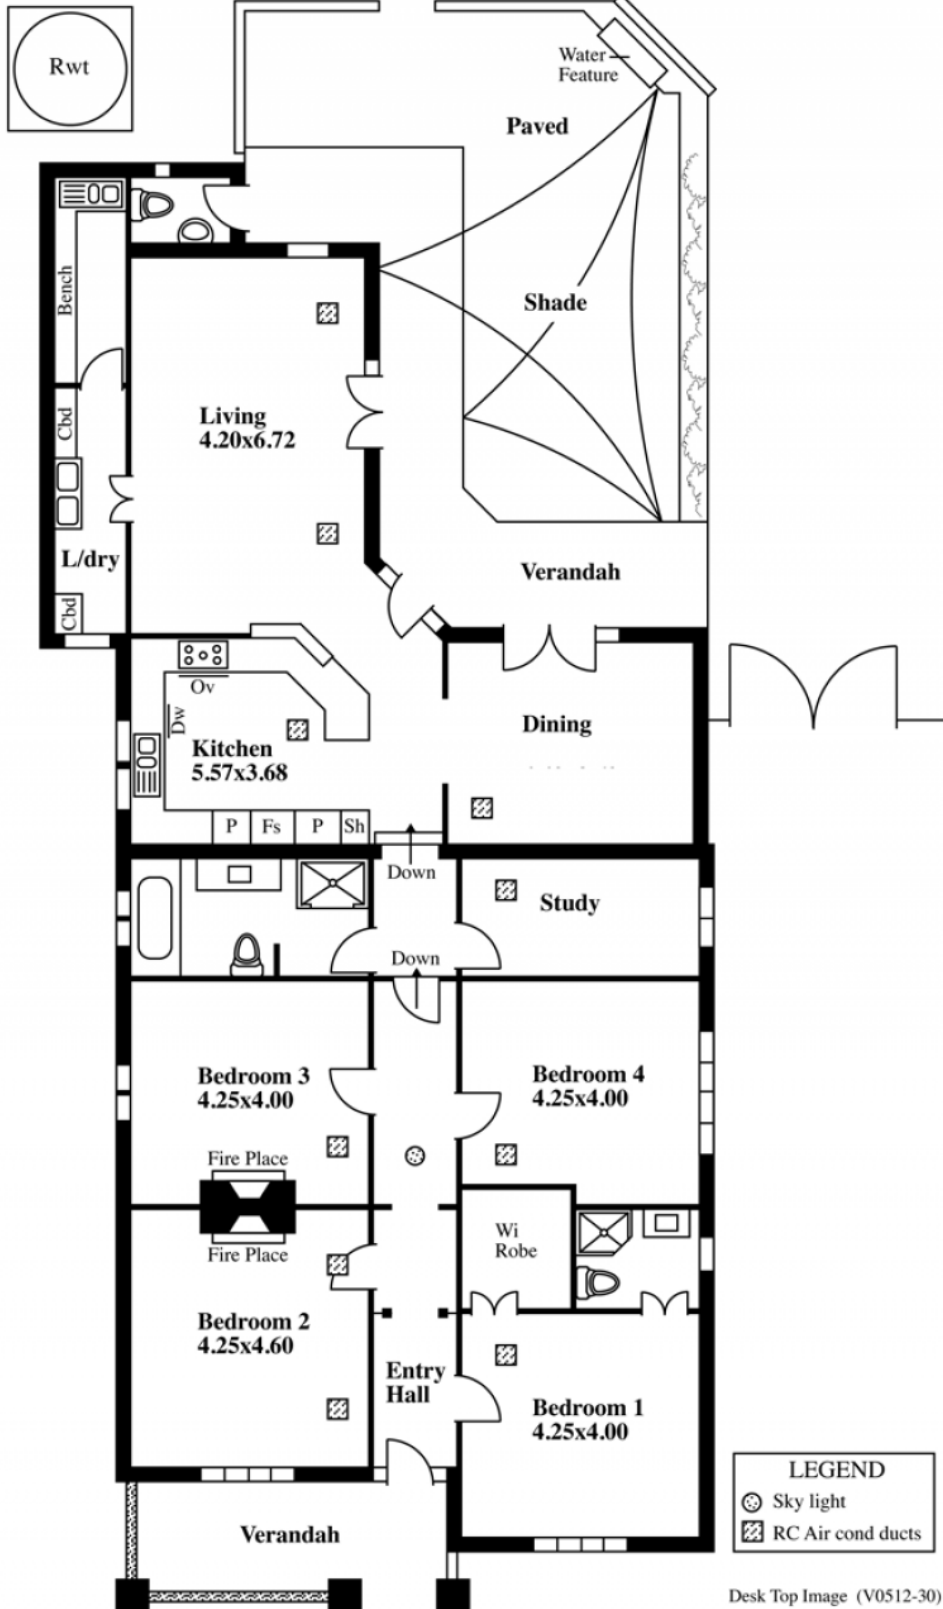 Rwt
Water
Feature
Paved
Bench
Shade
Cbd
Living
4.20x6.72
L/dry
Verandah
Cbd
Ov
Dw
Dining
Kitchen
5.57x3.68
P
Fs
P
Sh
Down
Study
Down
Bedroom 3
4.25x4.00
Bedroom 4
4.25x4.00
Fire Place
Wi
Robe
Fire Place
Bedroom 2
4.25x4.60
Entry
Hall
Bedroom 1
4.25x4.00
LEGEND
Sky light
RC Air cond ducts
Verandah
Desk Top Image (V0512-30)